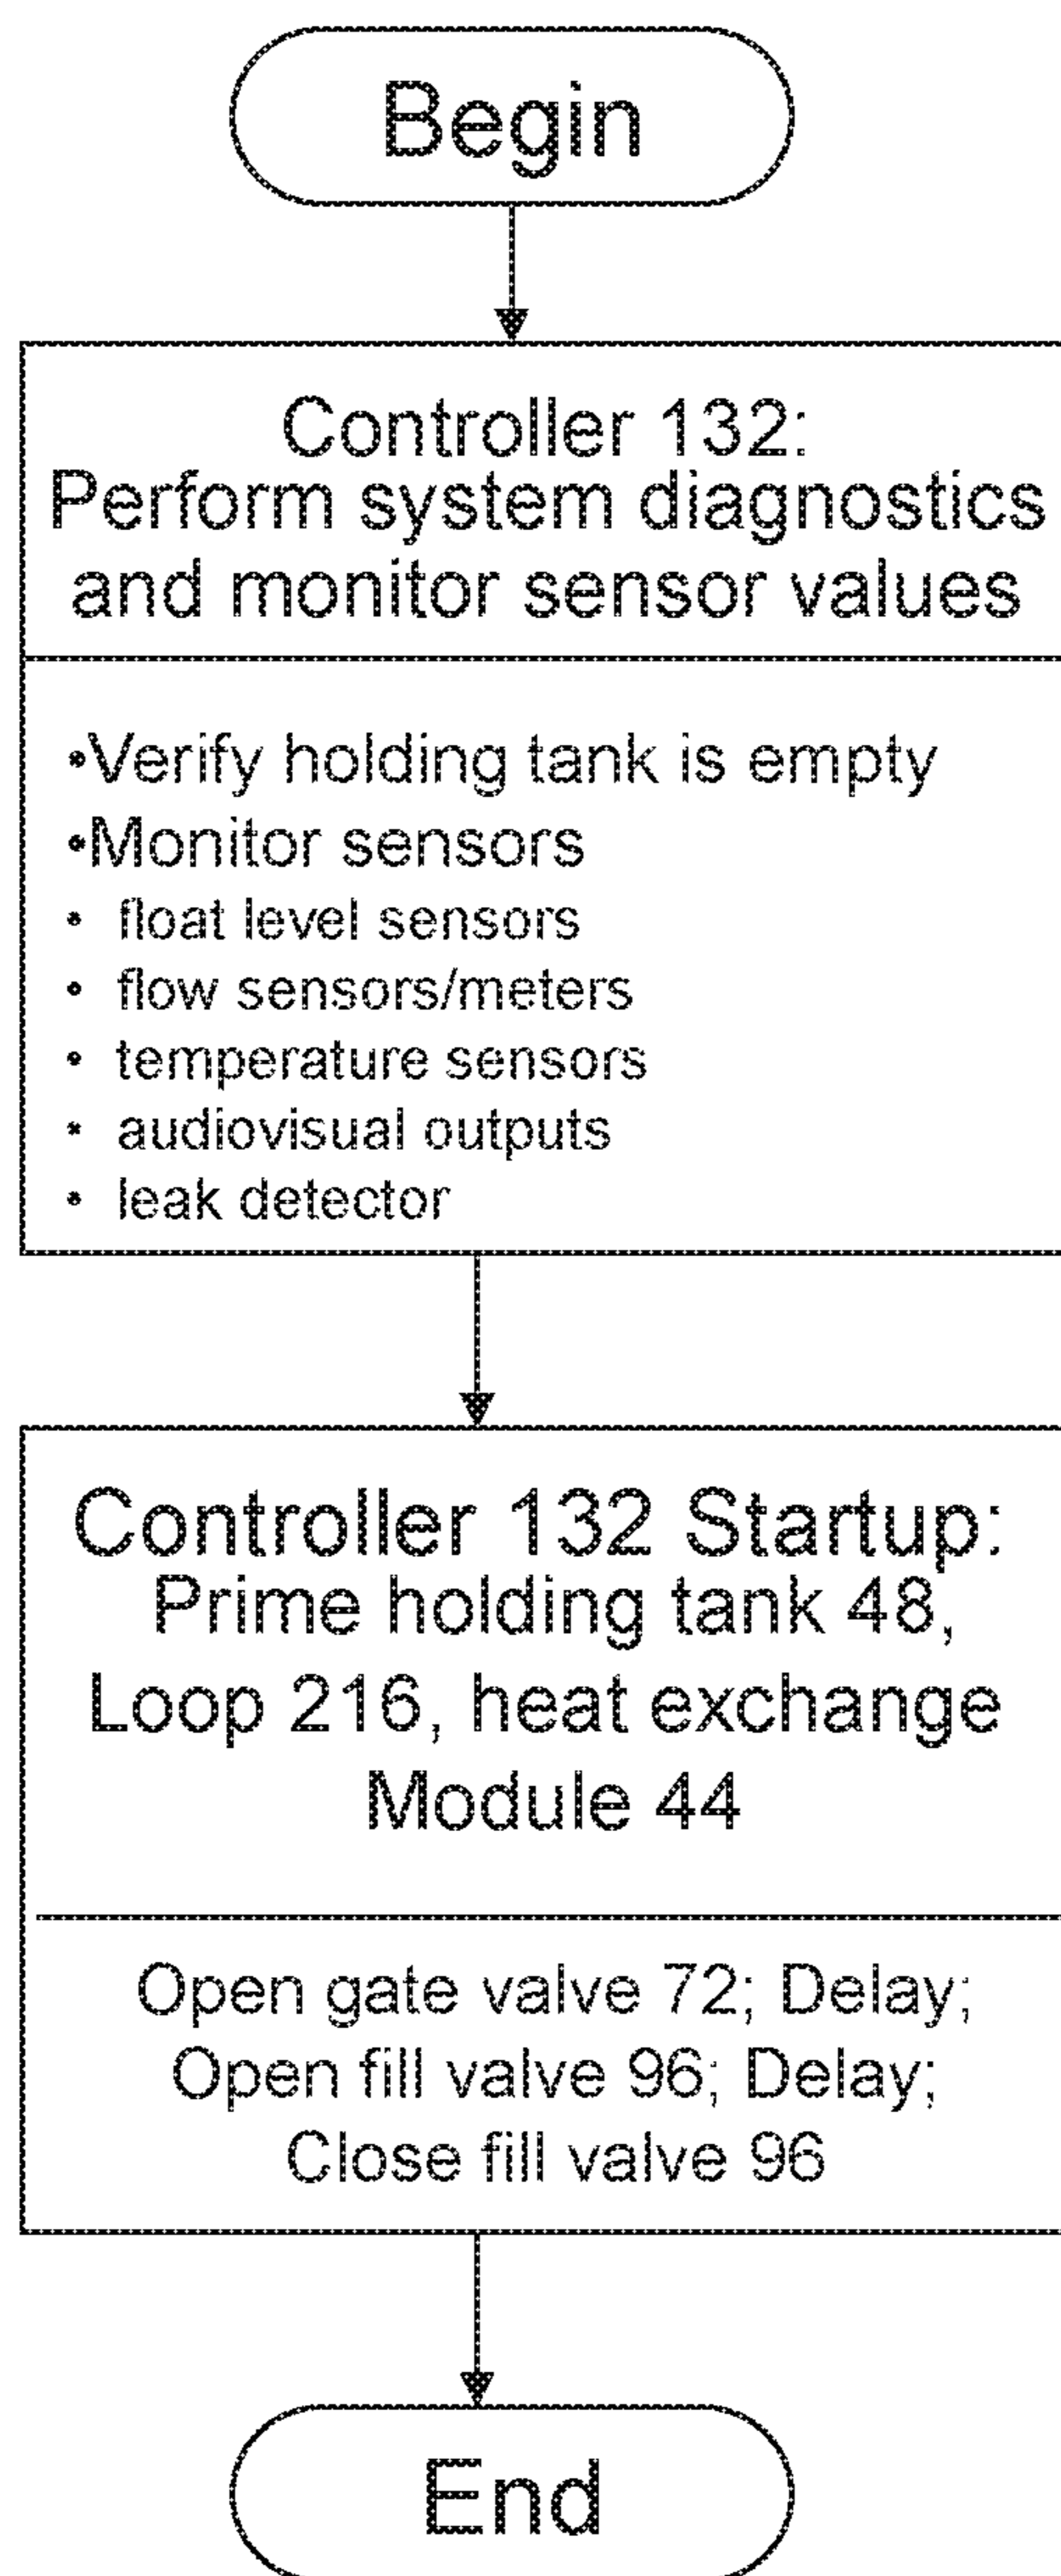 Begin
Controller 132:
Perform system diagnostics
and monitor sensor values
•Verify holding tank is empty
•Monitor sensors
• float level sensors
• flow sensors/meters
• temperature sensors
• audiovisual outputs
• leak detector
Controller 132 Startup:
Prime holding tank 48,
Loop 216, heat exchange
Module 44
Open gate valve 72; Delay;
Open fill valve 96; Delay;
Close fill valve 96
End